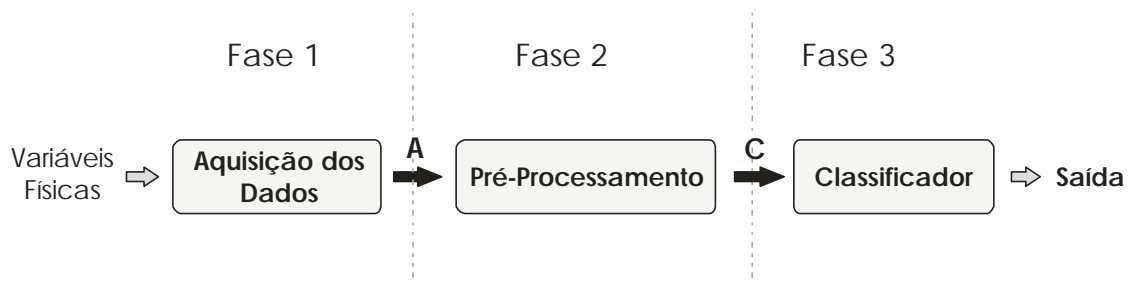 Fase 1
Fase 2
Fase 3
Variáveis
Físicas
Aquisição dos
Dados
A
Pré-Processamento
C
Classificador
Saída